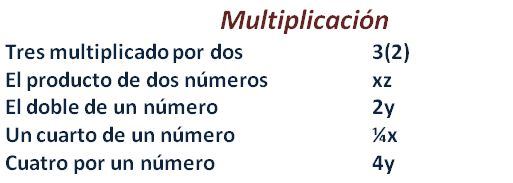 Multiplicación
Tres multiplicado por dos 3(2)
El producto de dos números xz
El doble de un número 2y
Un cuarto de un número ¼x
Cuatro por un número 4y